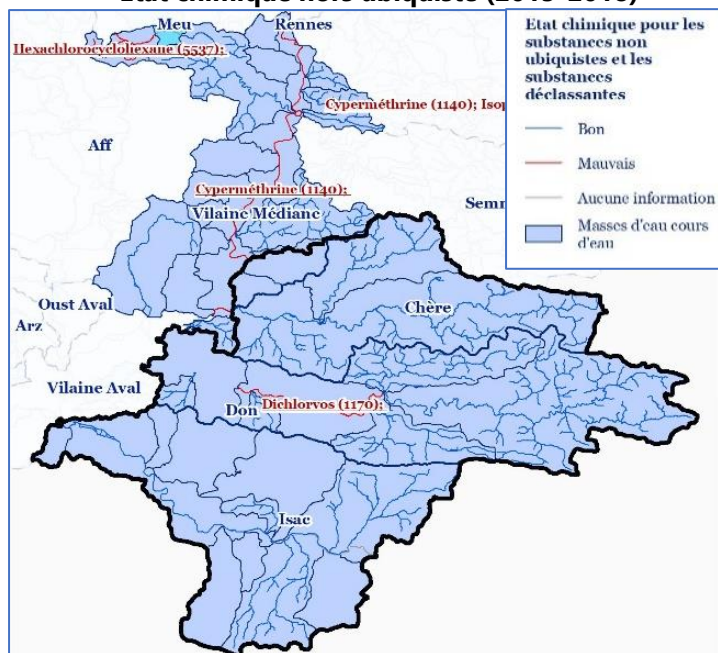 Etat chimique pour les
substances non
ubiquistes et les
substances
déclassantes
Bon
Mauvais
Aucune information
Masses d'eau cours
d'eau
Meu
Rennes
Hexachlorocyclohexane (5537);
Cyperméthrine (1140); Isop
Aff
Cyperméthrine (1140);
Vilaine Médiane
Semn
Oust Aval
Chère
Arz
Vilaine Aval
Don
Dichlorvos (1170);
Isac